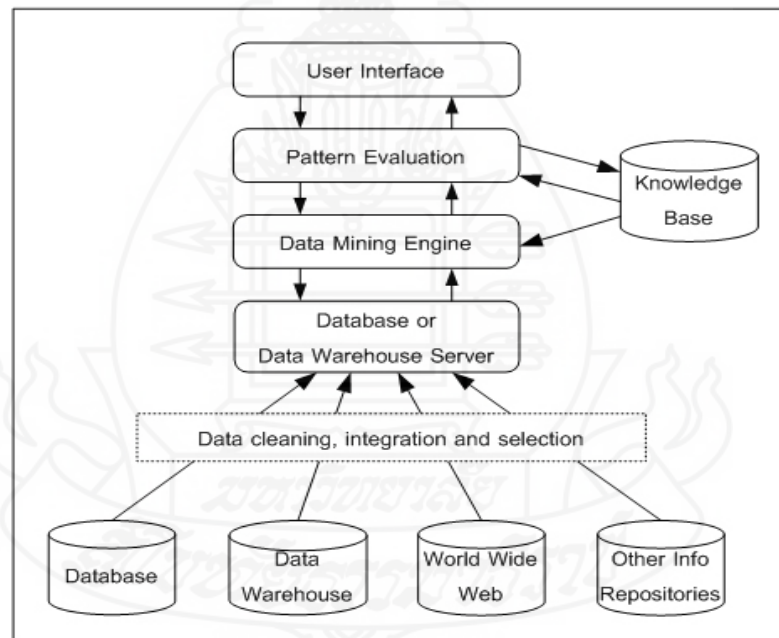 User Interface
Pattern Evaluation
Knowledge
Base
Data Mining Engine
Database or
Data Warehouse Server
Data cleaning, integration and selection
Database
Data
Warehouse
World Wide
Web
Other Info
Repositories